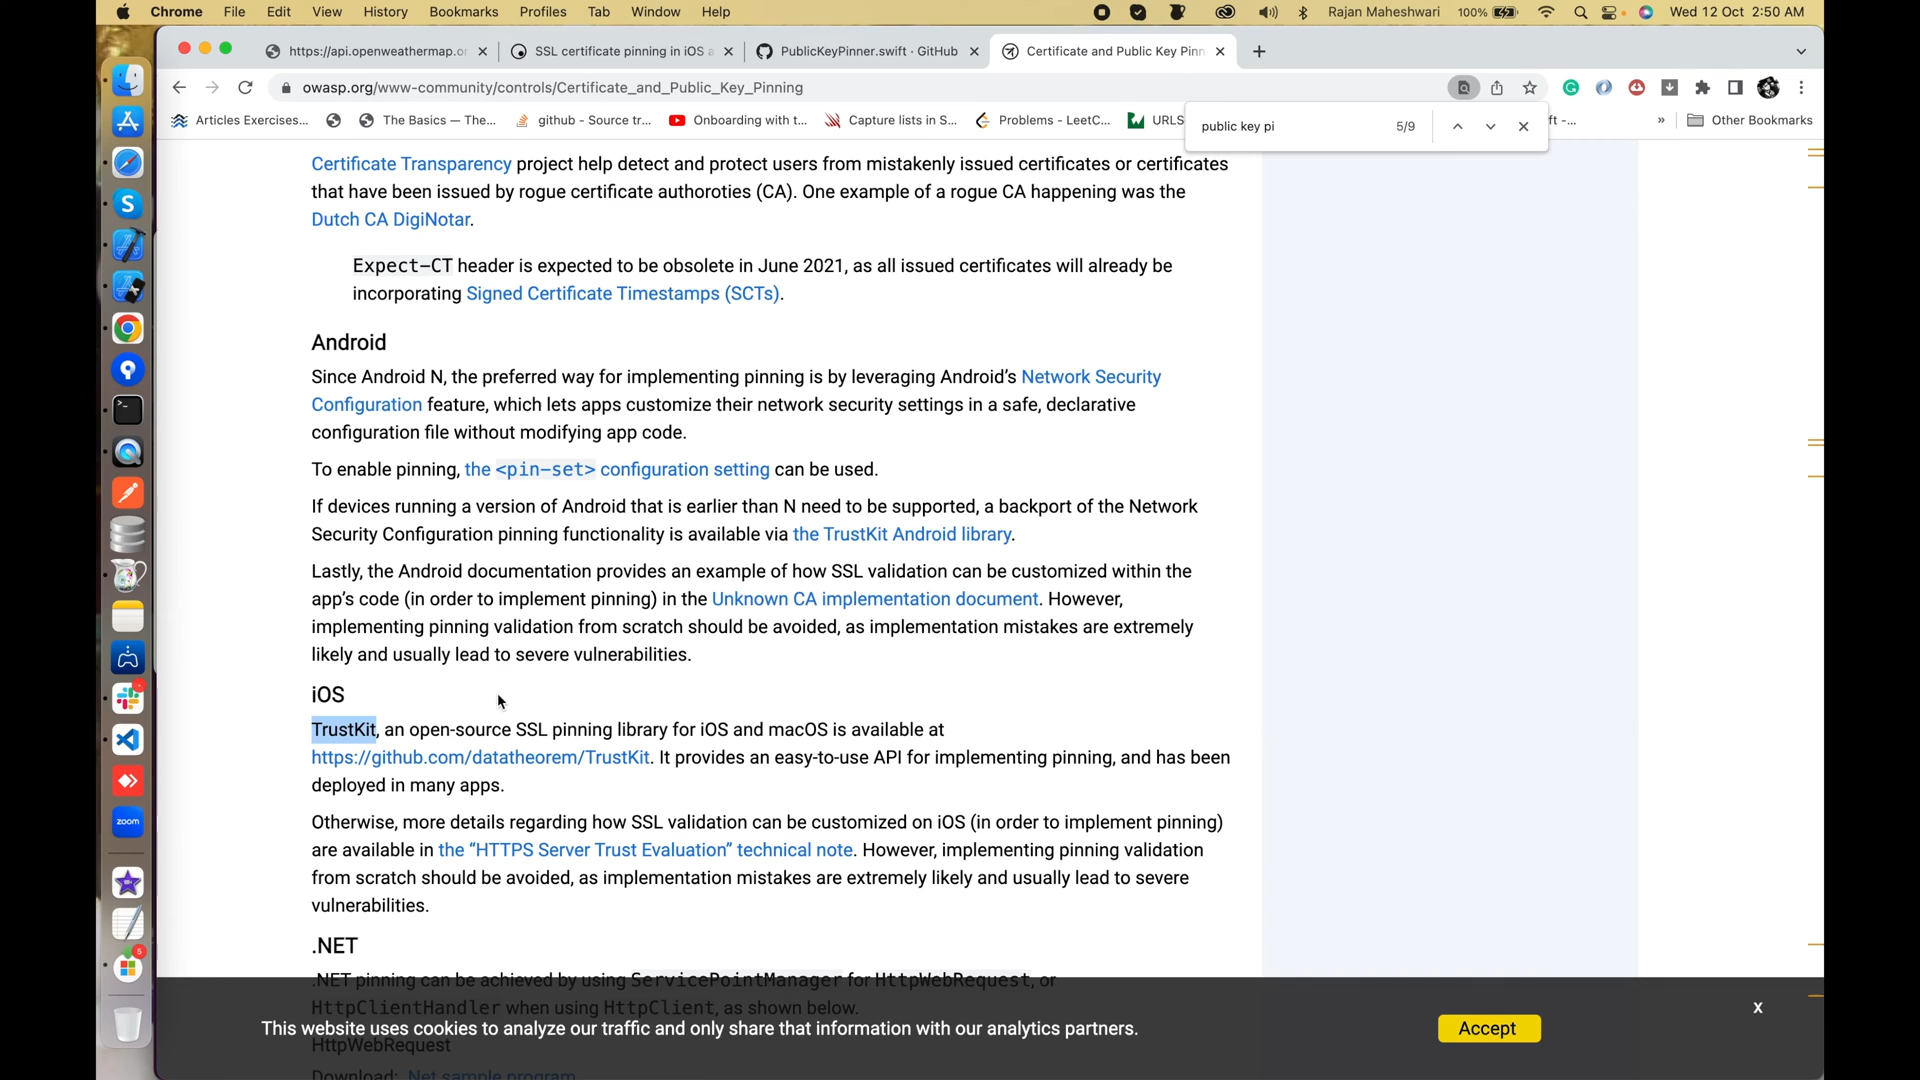 Chrome File Edit View History Bookmarks Profiles Tab Window Help Rajan Maheshwari 100% Wed 12 Oct 2:50 AM
https://api.openweathermap.or SSL certificate pinning in iOS a PublicKeyPinner.swift · GitHub Certificate and Public Key Pinn
owasp.org/www-community/controls/Certificate_and_Public_Key_Pinning
Articles Exercises... The Basics — The... github - Source tr... Onboarding with t... Capture lists in S... Problems - LeetC... URLS ft -... » Other Bookmarks
public key pi 5/9
Certificate Transparency project help detect and protect users from mistakenly issued certificates or certificates
that have been issued by rogue certificate authoroties (CA). One example of a rogue CA happening was the
Dutch CA DigiNotar.
Expect-CT header is expected to be obsolete in June 2021, as all issued certificates will already be
incorporating Signed Certificate Timestamps (SCTs).
Android
Since Android N, the preferred way for implementing pinning is by leveraging Android's Network Security
Configuration feature, which lets apps customize their network security settings in a safe, declarative
configuration file without modifying app code.
To enable pinning, the <pin-set> configuration setting can be used.
If devices running a version of Android that is earlier than N need to be supported, a backport of the Network
Security Configuration pinning functionality is available via the TrustKit Android library.
Lastly, the Android documentation provides an example of how SSL validation can be customized within the
app's code (in order to implement pinning) in the Unknown CA implementation document. However,
implementing pinning validation from scratch should be avoided, as implementation mistakes are extremely
likely and usually lead to severe vulnerabilities.
iOS
TrustKit, an open-source SSL pinning library for iOS and macOS is available at
https://github.com/datatheorem/TrustKit. It provides an easy-to-use API for implementing pinning, and has been
deployed in many apps.
Otherwise, more details regarding how SSL validation can be customized on iOS (in order to implement pinning)
are available in the “HTTPS Server Trust Evaluation” technical note. However, implementing pinning validation
from scratch should be avoided, as implementation mistakes are extremely likely and usually lead to severe
vulnerabilities.
.NET
.NET pinning can be achieved by using ServicePointManager for HttpWebRequest, or
HttpClientHandler when using HttpClient, as shown below.
This website uses cookies to analyze our traffic and only share that information with our analytics partners.
Accept
x
HttpWebRequest
Download: .Net sample program
zoom
5